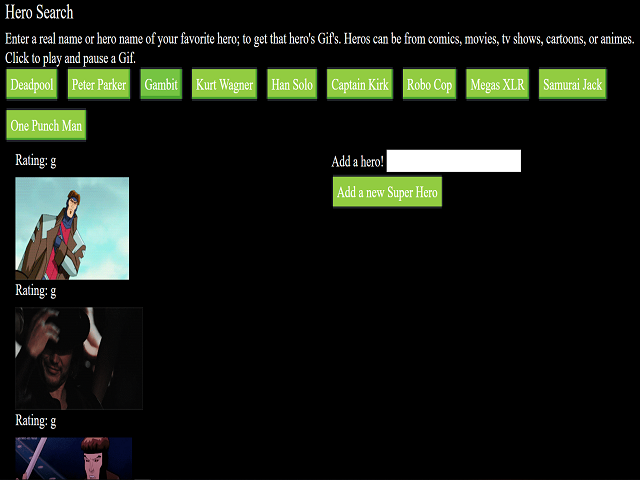 Hero Search
Enter a real name or hero name of your favorite hero; to get that hero's Gif's. Heros can be from comics, movies, tv shows, cartoons, or animes.
Click to play and pause a Gif.
Deadpool Peter Parker Gambit Kurt Wagner Han Solo Captain Kirk Robo Cop Megas XLR Samurai Jack
One Punch Man
Rating: g
Add a hero!
Add a new Super Hero
Rating: g
Rating: g